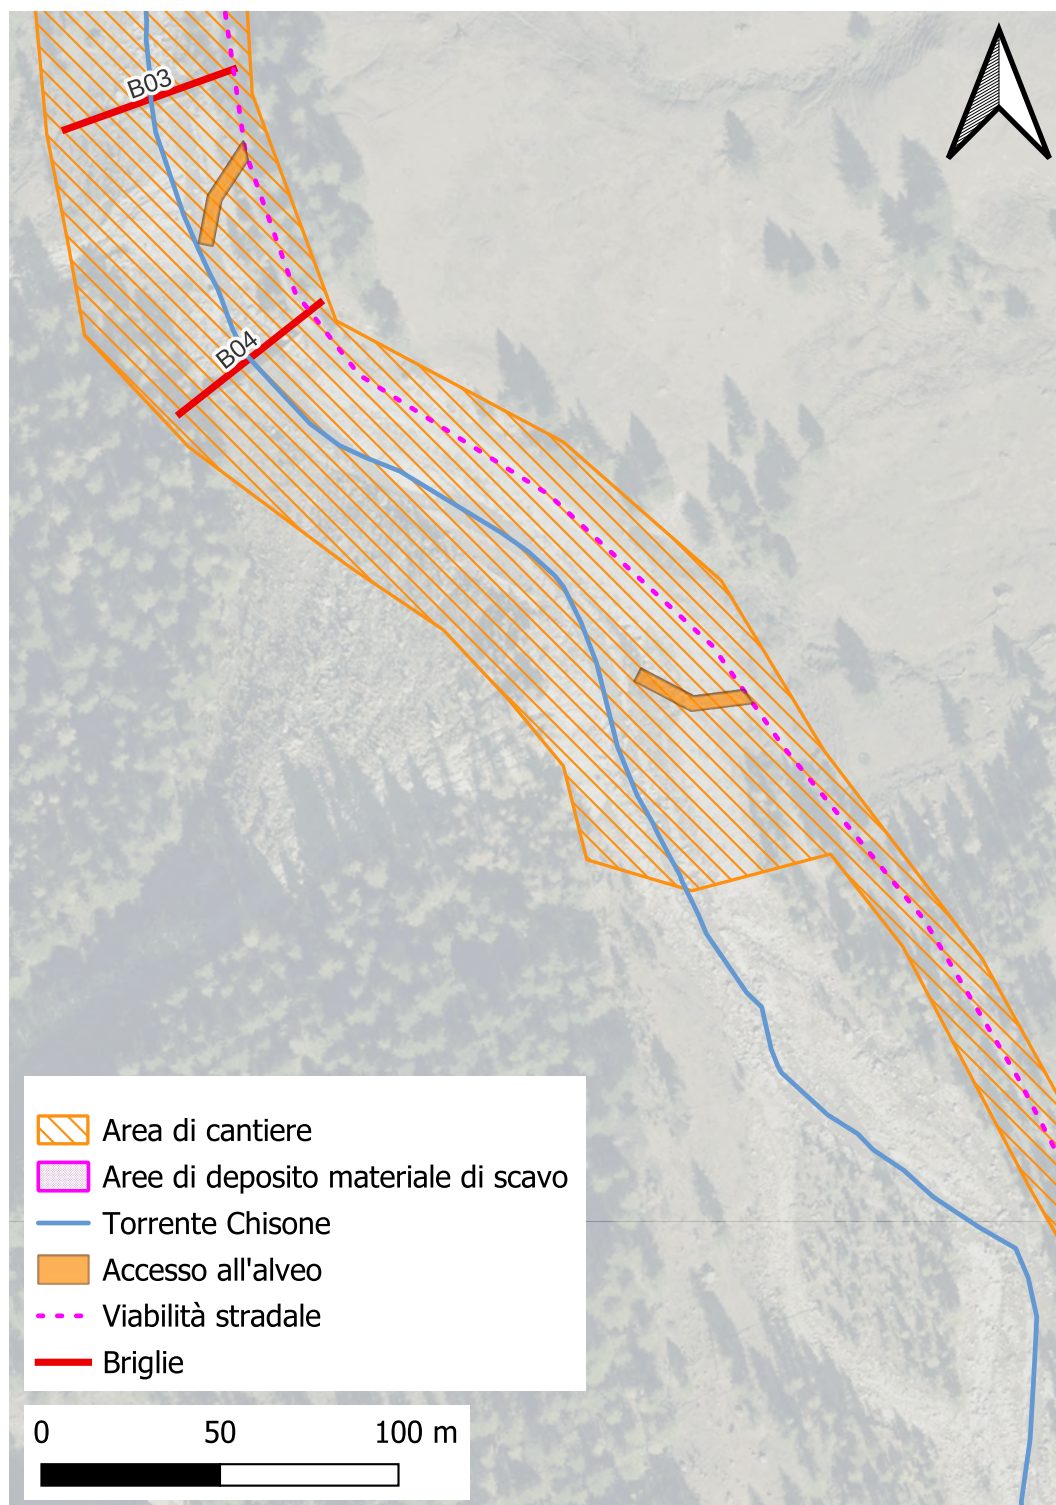 B03
B04
Area di cantiere
Aree di deposito materiale di scavo
Torrente Chisone
Accesso all'alveo
Viabilità stradale
Briglie
0 50 100 m